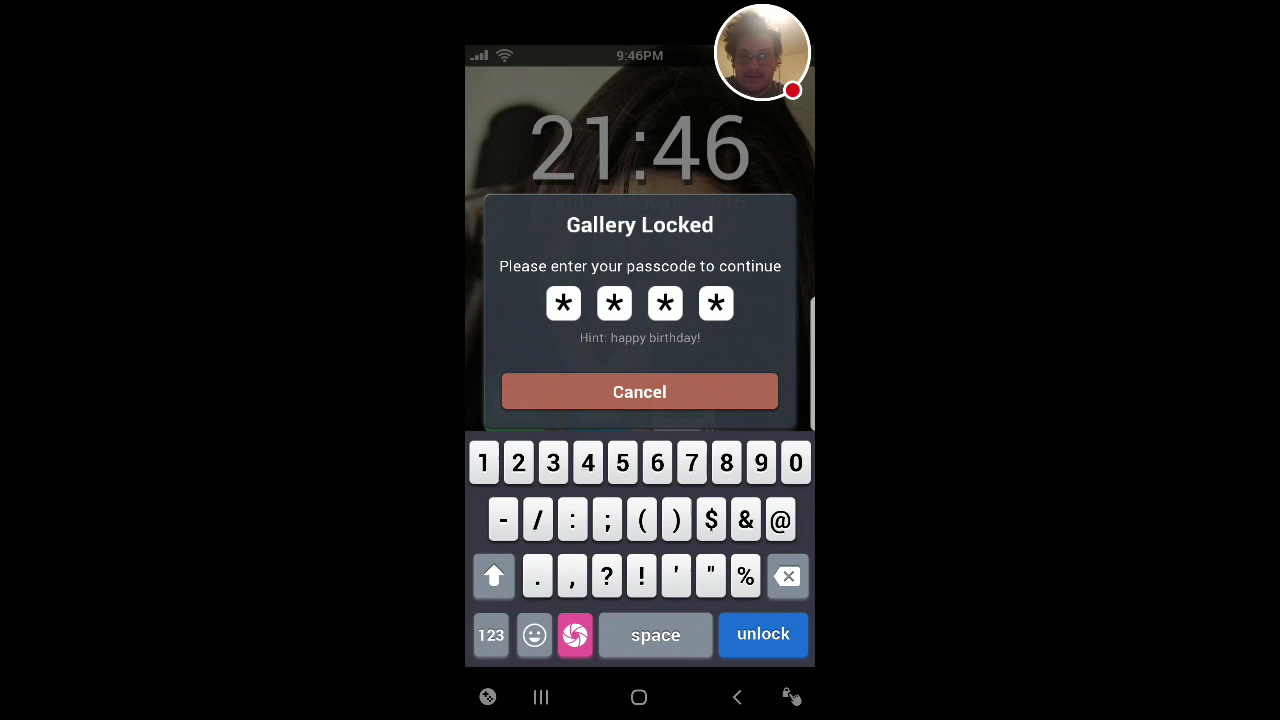 9:46PM
21:46
Gallery Locked
Please enter your passcode to continue
* * * *
Hint: happy birthday!
Cancel
1 2 3 4 5 6 7 8 9 0
- / : ; ( ) $ & @
. , ? ! ' " %
123 space unlock